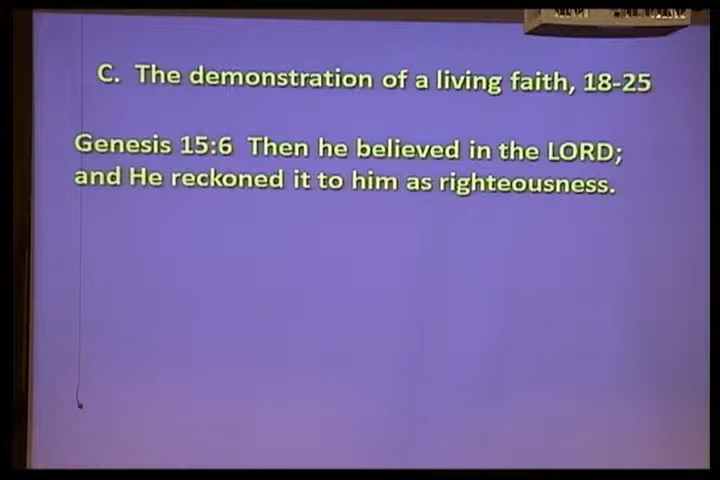 C. The demonstration of a living faith, 18-25
Genesis 15:6 Then he believed in the LORD;
and He reckoned it to him as righteousness.